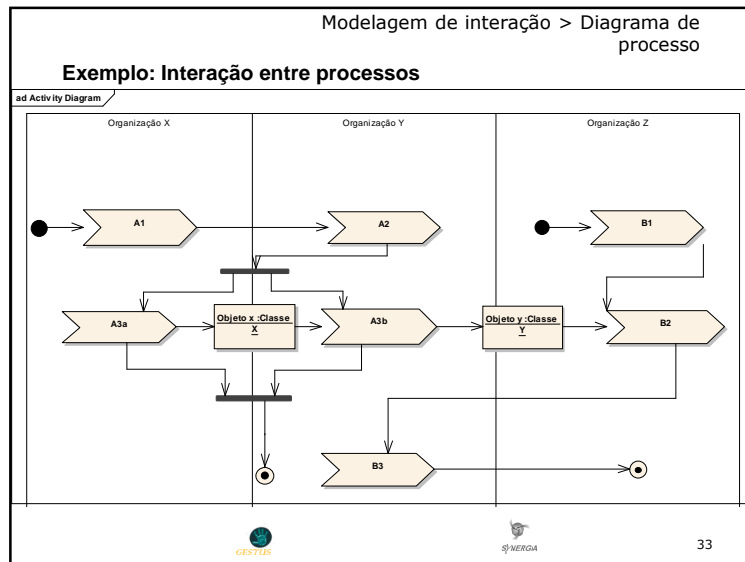 Modelagem de interação > Diagrama de
processo
Exemplo: Interação entre processos
ad Activity Diagram
Organização X
Organização Y
Organização Z
A1
A2
B1
A3a
Objeto x :Classe
X
A3b
Objeto y :Classe
Y
B2
B3
GESTUS
SYNERGIA
33